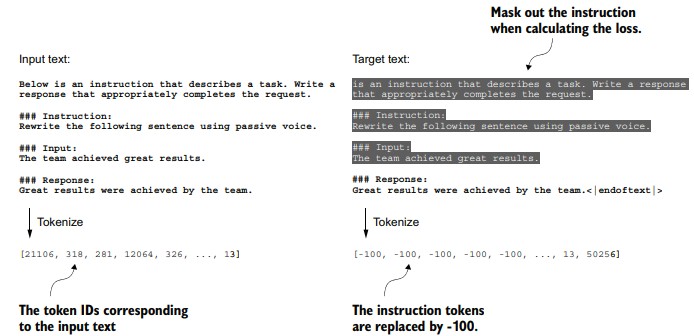 Mask out the instruction
when calculating the loss.
Input text:
Below is an instruction that describes a task. Write a
response that appropriately completes the request.
### Instruction:
Rewrite the following sentence using passive voice.
### Input:
The team achieved great results.
### Response:
Great results were achieved by the team.
Tokenize
[21106, 318, 281, 12064, 326, ..., 13]
The token IDs corresponding
to the input text
Target text:
is an instruction that describes a task. Write a response
that appropriately completes the request.
### Instruction:
Rewrite the following sentence using passive voice.
### Input:
The team achieved great results.
### Response:
Great results were achieved by the team.<|endoftext|>
Tokenize
[-100, -100, -100, -100, -100, ..., 13, 50256]
The instruction tokens
are replaced by -100.